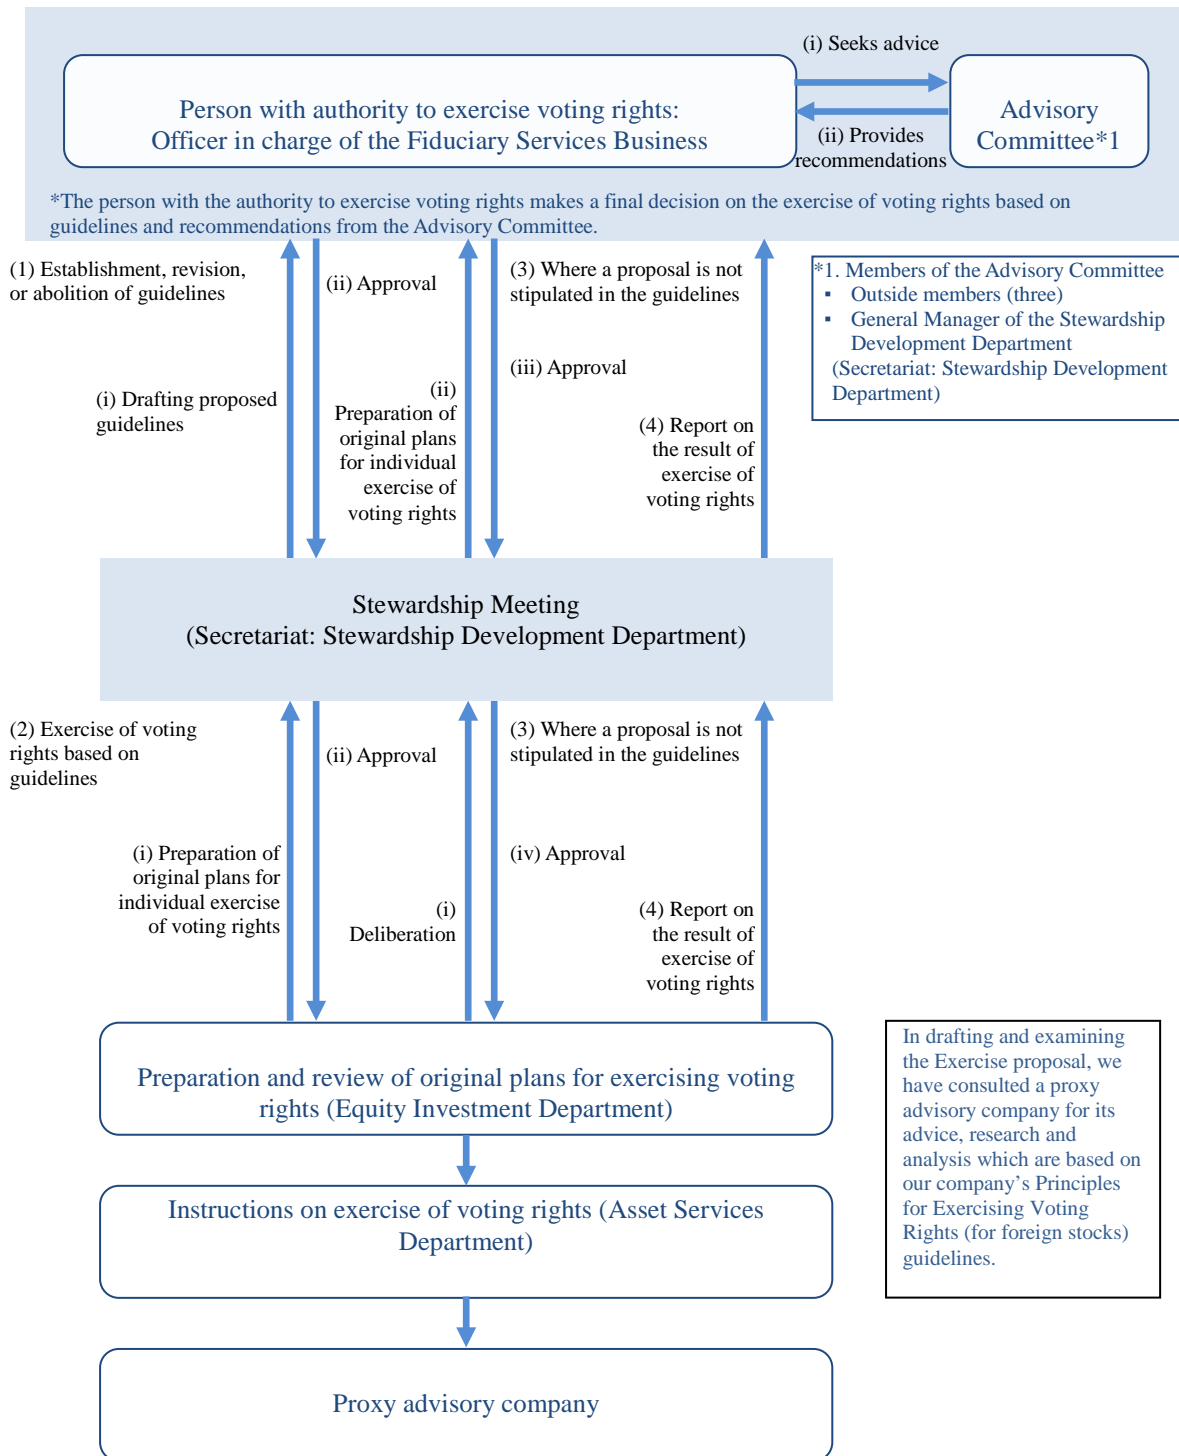 (i) Seeks advice
Person with authority to exercise voting rights:
Officer in charge of the Fiduciary Services Business
Advisory
Committee*1
(ii) Provides
recommendations
*The person with the authority to exercise voting rights makes a final decision on the exercise of voting rights based on
guidelines and recommendations from the Advisory Committee.
(1) Establishment, revision,
or abolition of guidelines
(ii) Approval
(3) Where a proposal is not
stipulated in the guidelines
*1. Members of the Advisory Committee
▪ Outside members (three)
▪ General Manager of the Stewardship
Development Department
(Secretariat: Stewardship Development
Department)
(i) Drafting proposed
guidelines
(ii)
Preparation of
original plans
for individual
exercise of
voting rights
(iii) Approval
(4) Report on
the result of
exercise of
voting rights
Stewardship Meeting
(Secretariat: Stewardship Development Department)
(2) Exercise of voting
rights based on
guidelines
(ii) Approval
(3) Where a proposal is not
stipulated in the guidelines
(i) Preparation of
original plans for
individual exercise
of voting rights
(i)
Deliberation
(iv) Approval
(4) Report on
the result of
exercise of
voting rights
Preparation and review of original plans for exercising voting
rights (Equity Investment Department)
In drafting and examining
the Exercise proposal, we
have consulted a proxy
advisory company for its
advice, research and
analysis which are based on
our company’s Principles
for Exercising Voting
Rights (for foreign stocks)
guidelines.
Instructions on exercise of voting rights (Asset Services
Department)
Proxy advisory company